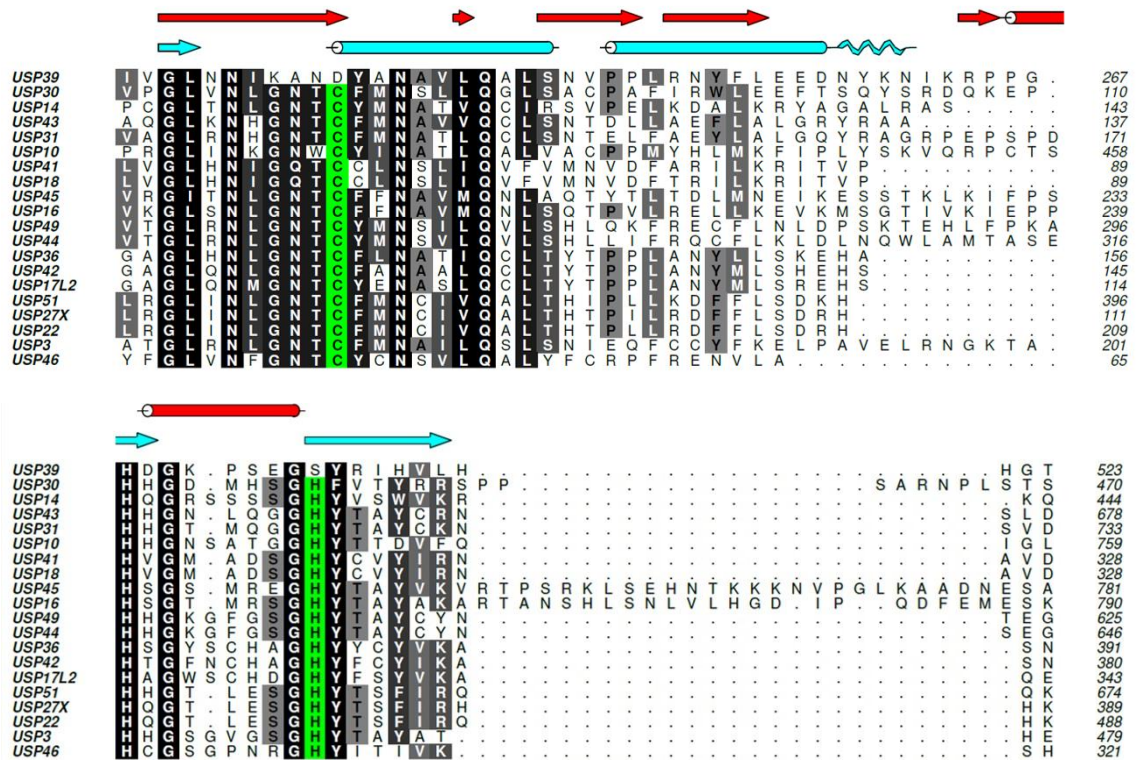 USP39 I V G L N N I K A N D Y A N A V L Q A L S N V P P L R N Y F L E E D N Y K N I K R P P G . 267
USP30 V P G L V N L G N T C F M N S L L Q G L S A C P A F I R W L E E F T S Q Y S R D Q K E P . 110
USP14 P C G L T N L G N T C Y M N A T V Q C I R S V P E L K D A L K R Y A G A L R A S . . . . . 143
USP43 A Q G L K N H G N T C F M N A V V Q C L S N T D L L A E F L A L G R Y R A A . . . . . . . 137
USP31 V A G L R N H G N T C F M N A T L Q C L S N T E L F A E Y L A L G Q Y R A G R P E P S P D 171
USP10 P R G L I N K G N W C Y I N A T L Q A L V A C P P M Y H L M K F I P L Y S K V Q R P C T S 458
USP41 L V G L H N I G Q T C C L N S L I Q V F V M N V D F A R I L K R I T V P . . . . . . . . . 89
USP18 L V G L H N I G Q T C C L N S L I Q V F V M N V D F T R I L K R I T V P . . . . . . . . . 89
USP45 V R G I T N L G N T C F F N A V M Q N L A Q T Y T L T D L M N E I K E S S T K L K I F P S 233
USP16 V K G L S N L G N T C F F N A V M Q N L S Q T P V L R E L L K E V K M S G T I V K I E P P 239
USP49 V T G L R N L G N T C Y M N S I L Q V L S H L Q K F R E C F L N L D P S K T E H L F P K A 296
USP44 V T G L R N L G N T C Y M N S V L Q V L S H L L I F R Q C F L K L D L N Q W L A M T A S E 316
USP36 G A G L H N L G N T C F L N A T I Q C L T Y T P P L A N Y L L S K E H A . . . . . . . . . 156
USP42 G A G L Q N L G N T C F A N A A L Q C L T Y T P P L A N Y M L S H E H S . . . . . . . . . 145
USP17L2 G A G L Q N M G N T C Y E N A S L Q C L T Y T P P L A N Y M L S R E H S . . . . . . . . . 114
USP51 L R G L I N L G N T C F M N C I V Q A L T H I P L L K D F F L S D K H . . . . . . . . . . 396
USP27X L R G L I N L G N T C F M N C I V Q A L T H T P I L R D F F L S D R H . . . . . . . . . . 111
USP22 L R G L I N L G N T C F M N C I V Q A L T H T P L L R D F F L S D R H . . . . . . . . . . 209
USP3 A T G L R N L G N T C F M N A I L Q S L S N I E Q F C C Y F K E L P A V E L R N G K T A . 201
USP46 Y F G L V N F G N T C Y C N S V L Q A L Y F C R P F R E N V L A . . . . . . . . . . . . . 65
USP39 H D G K . P S E G S Y R I H V L H . . . . . . . . . . . . . . . . . . . . . . . . . H G T 523
USP30 H H G D . M H S G H F V T Y R R S P P . . . . . . . . . . . . . . . . . S A R N P L S T S 470
USP14 H Q G R S S S S G H Y V S W V K R . . . . . . . . . . . . . . . . . . . . . . . . . . K Q 444
USP43 H H G N . L Q G G H Y T A Y C R N . . . . . . . . . . . . . . . . . . . . . . . . . S L D 678
USP31 H H G T . M Q G G H Y T A Y C K N . . . . . . . . . . . . . . . . . . . . . . . . . S V D 733
USP10 H H G N S A T G G H Y T T D V F Q . . . . . . . . . . . . . . . . . . . . . . . . . I G L 759
USP41 H V G M . A D S G H Y C V Y I R N . . . . . . . . . . . . . . . . . . . . . . . . . A V D 328
USP18 H V G M . A D S G H Y C V Y I R N . . . . . . . . . . . . . . . . . . . . . . . . . A V D 328
USP45 H S G S . M R E G H Y T A Y V K V R T P S R K L S E H N T K K K N V P G L K A A D N E S A 781
USP16 H S G T . M R S G H Y T A Y A K A R T A N S H L S N L V L H G D . I P . . Q D F E M E S K 790
USP49 H H G K G F G S G H Y T A Y C Y N . . . . . . . . . . . . . . . . . . . . . . . . . T E G 625
USP44 H H G K G F G S G H Y T A Y C Y N . . . . . . . . . . . . . . . . . . . . . . . . . S E G 646
USP36 H S G Y S C H A G H Y Y C Y V K A . . . . . . . . . . . . . . . . . . . . . . . . . . S N 391
USP42 H T G F N C H A G H Y F C Y I K A . . . . . . . . . . . . . . . . . . . . . . . . . . S N 380
USP17L2 H A G W S C H D G H Y F S Y V K A . . . . . . . . . . . . . . . . . . . . . . . . . . Q E 343
USP51 H H G T . L E S G H Y T S F I R Q . . . . . . . . . . . . . . . . . . . . . . . . . . Q K 674
USP27X H Q G T . L E S G H Y T S F I R H . . . . . . . . . . . . . . . . . . . . . . . . . . H K 389
USP22 H Q G T . L E S G H Y T S F I R Q . . . . . . . . . . . . . . . . . . . . . . . . . . H K 488
USP3 H H G S G V G S G H Y T A Y A T . . . . . . . . . . . . . . . . . . . . . . . . . . . H E 479
USP46 H C G S G P N R G H Y I T I V K . . . . . . . . . . . . . . . . . . . . . . . . . . . S H 321